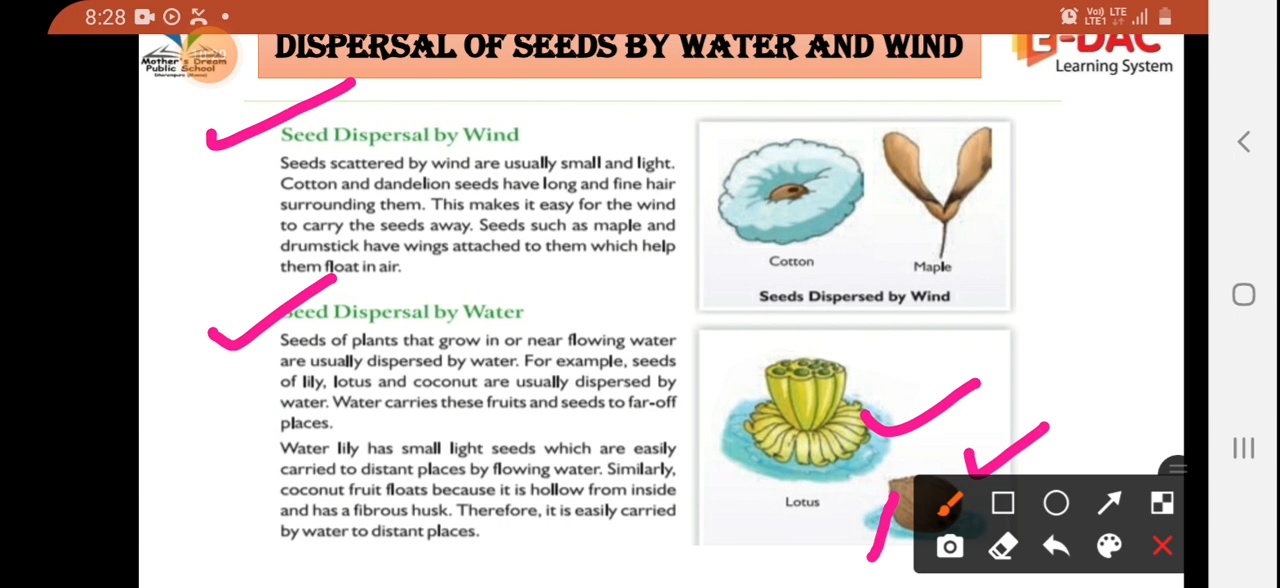 8:28
Voi) LTE
LTE1
DISPERSAL OF SEEDS BY WATER AND WIND
Mother's Dream
Public School
E-DAC
Learning System
Seed Dispersal by Wind
Seeds scattered by wind are usually small and light.
Cotton and dandelion seeds have long and fine hair
surrounding them. This makes it easy for the wind
to carry the seeds away. Seeds such as maple and
drumstick have wings attached to them which help
them float in air.
Cotton
Maple
Seeds Dispersed by Wind
Seed Dispersal by Water
Seeds of plants that grow in or near flowing water
are usually dispersed by water. For example, seeds
of lily, lotus and coconut are usually dispersed by
water. Water carries these fruits and seeds to far-off
places.
Water lily has small light seeds which are easily
carried to distant places by flowing water. Similarly,
coconut fruit floats because it is hollow from inside
and has a fibrous husk. Therefore, it is easily carried
by water to distant places.
Lotus